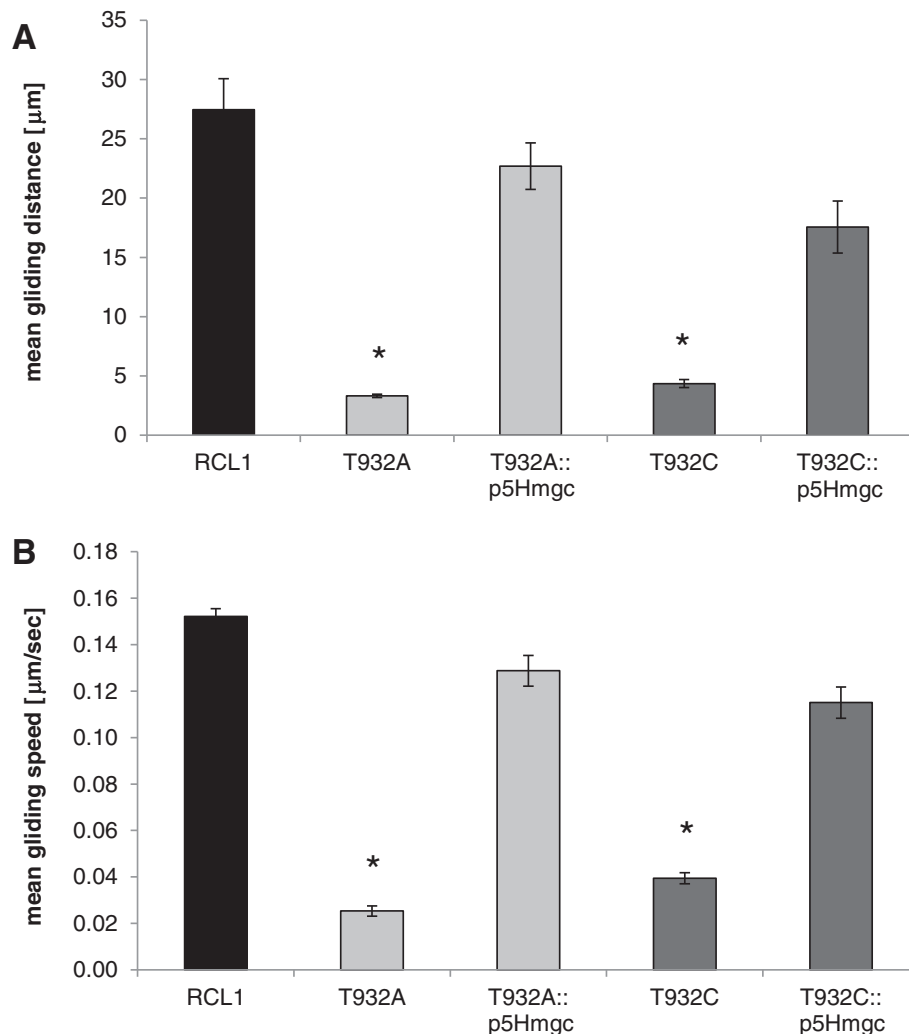 A
mean gliding distance [μm]
35
30
25
20
15
10
5
0
*
*
RCL1
T932A
T932A::
p5Hmgc
T932C
T932C::
p5Hmgc
B
mean gliding speed [μm/sec]
0.18
0.16
0.14
0.12
0.10
0.08
0.06
0.04
0.02
0.00
*
*
RCL1
T932A
T932A::
p5Hmgc
T932C
T932C::
p5Hmgc